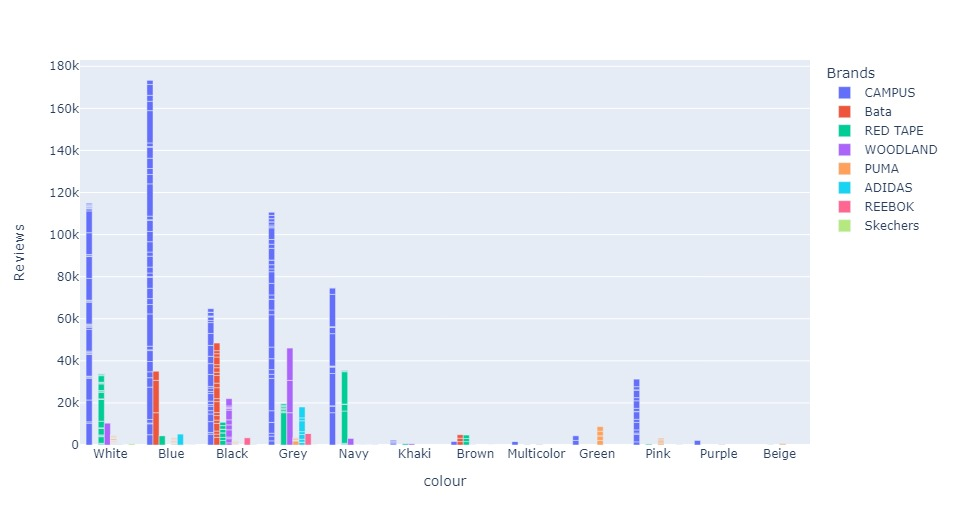 180k
160k
140k
120k
100k
80k
60k
40k
20k
0
Reviews
White Blue Black Grey Navy Khaki Brown Multicolor Green Pink Purple Beige
colour
Brands
CAMPUS
Bata
RED TAPE
WOODLAND
PUMA
ADIDAS
REEBOK
Skechers